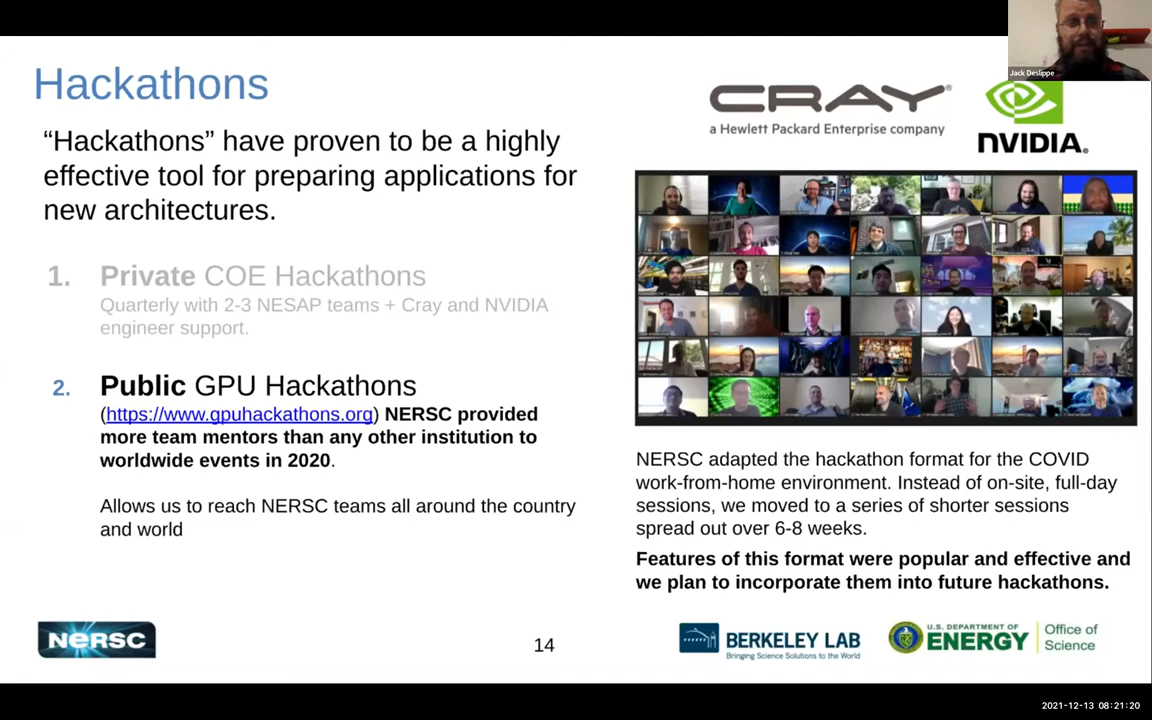 Jack Deslippe
Hackathons
CRAY®
a Hewlett Packard Enterprise company
NVIDIA®
“Hackathons” have proven to be a highly
effective tool for preparing applications for
new architectures.
1. Private COE Hackathons
Quarterly with 2-3 NESAP teams + Cray and NVIDIA
engineer support.
2. Public GPU Hackathons
(https://www.gpuhackathons.org) NERSC provided
more team mentors than any other institution to
worldwide events in 2020.
Allows us to reach NERSC teams all around the country
and world
NERSC adapted the hackathon format for the COVID
work-from-home environment. Instead of on-site, full-day
sessions, we moved to a series of shorter sessions
spread out over 6-8 weeks.
Features of this format were popular and effective and
we plan to incorporate them into future hackathons.
NERSC
14
BERKELEY LAB
Bringing Science Solutions to the World
U.S. DEPARTMENT OF
ENERGY
Office of
Science
2021-12-13 08:21:20